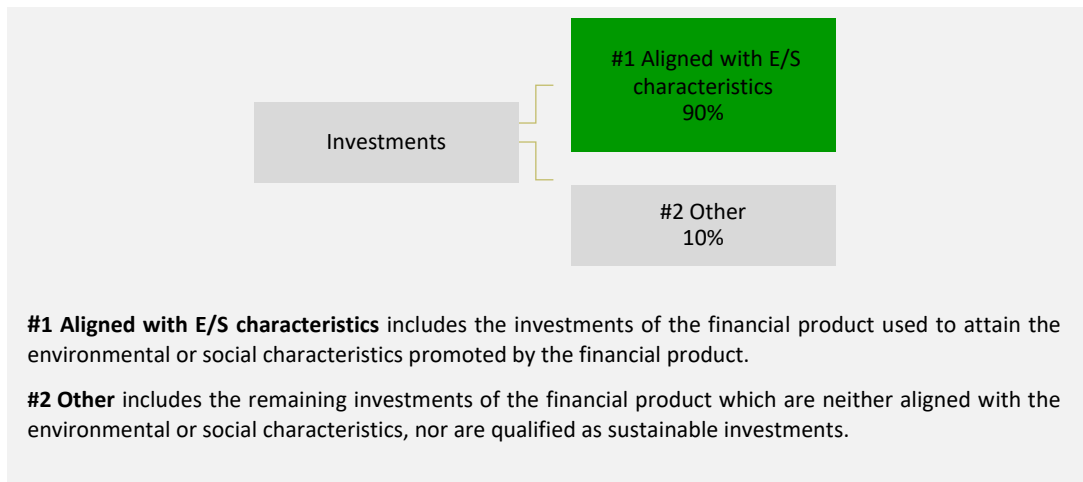 #1 Aligned with E/S
characteristics
90%
Investments
#2 Other
10%
#1 Aligned with E/S characteristics includes the investments of the financial product used to attain the
environmental or social characteristics promoted by the financial product.
#2 Other includes the remaining investments of the financial product which are neither aligned with the
environmental or social characteristics, nor are qualified as sustainable investments.